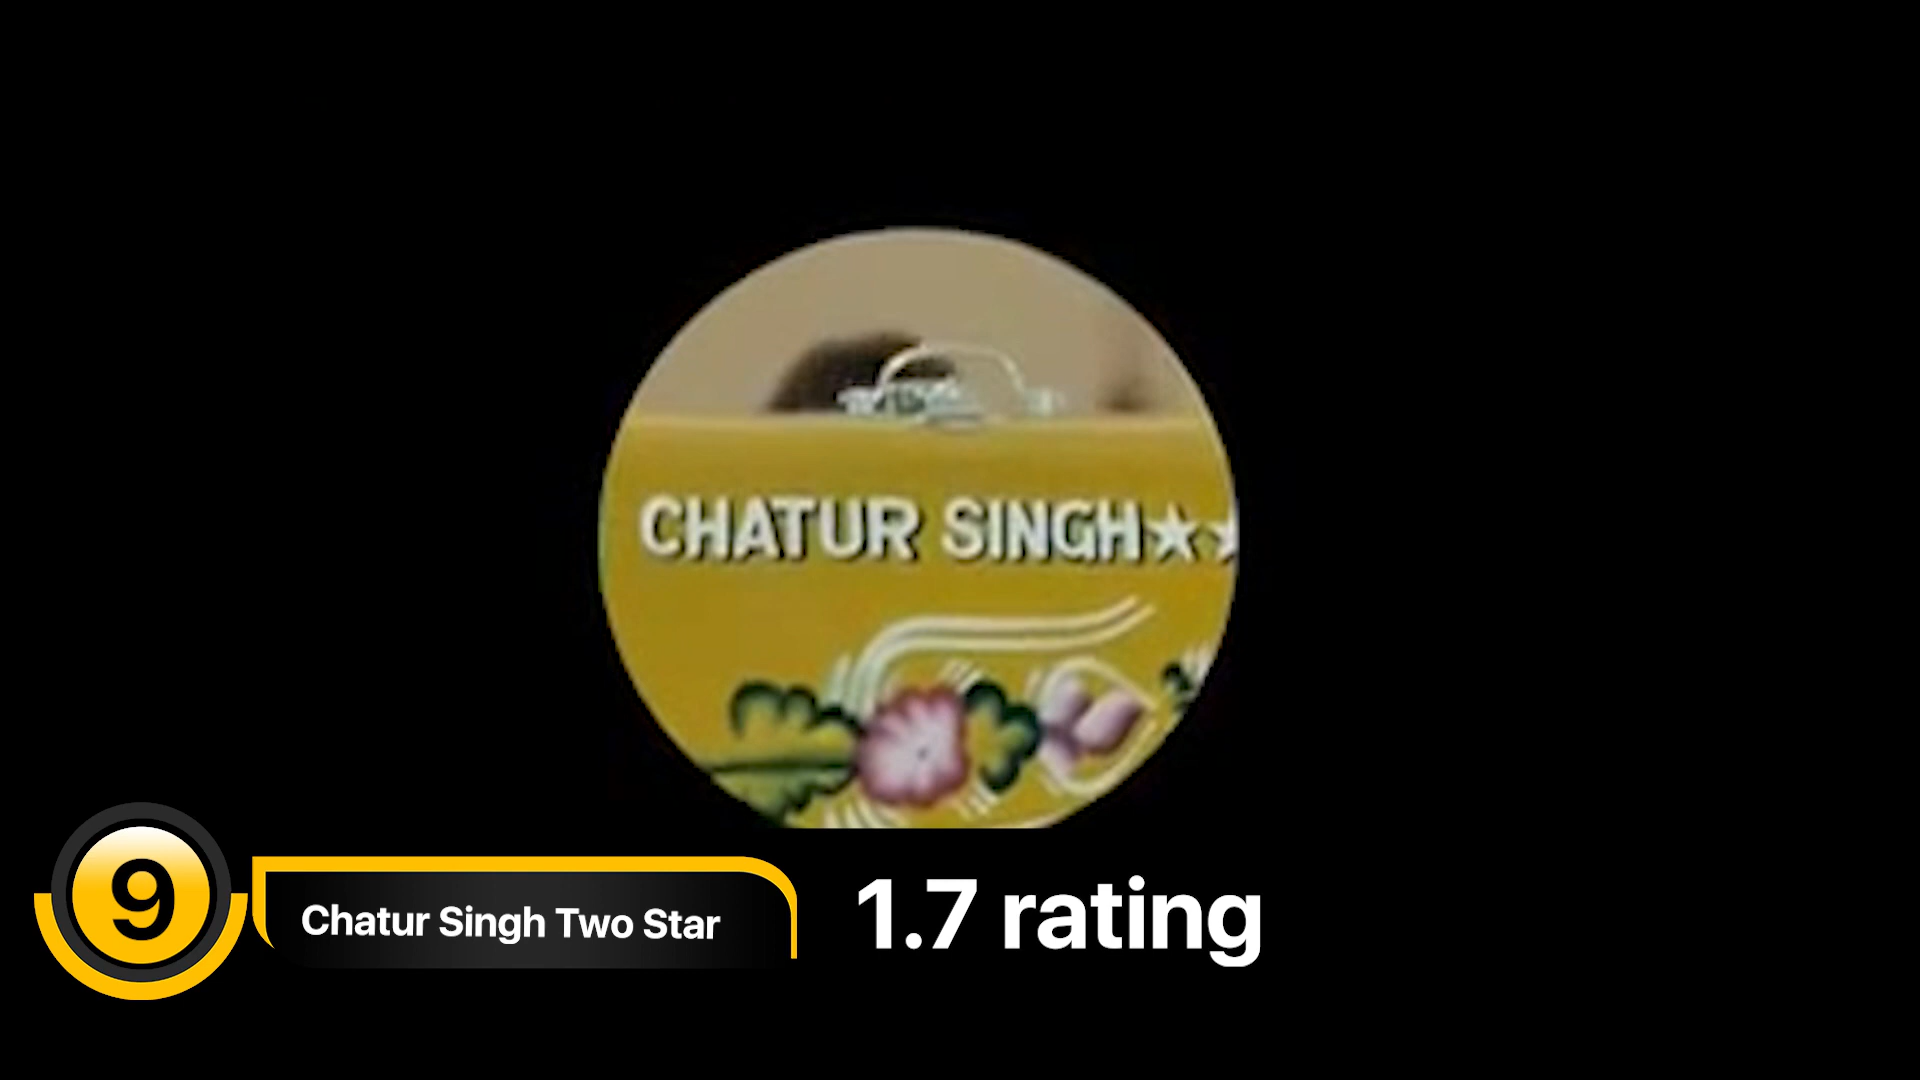 CHATUR SINGH★★
9
Chatur Singh Two Star
1.7 rating